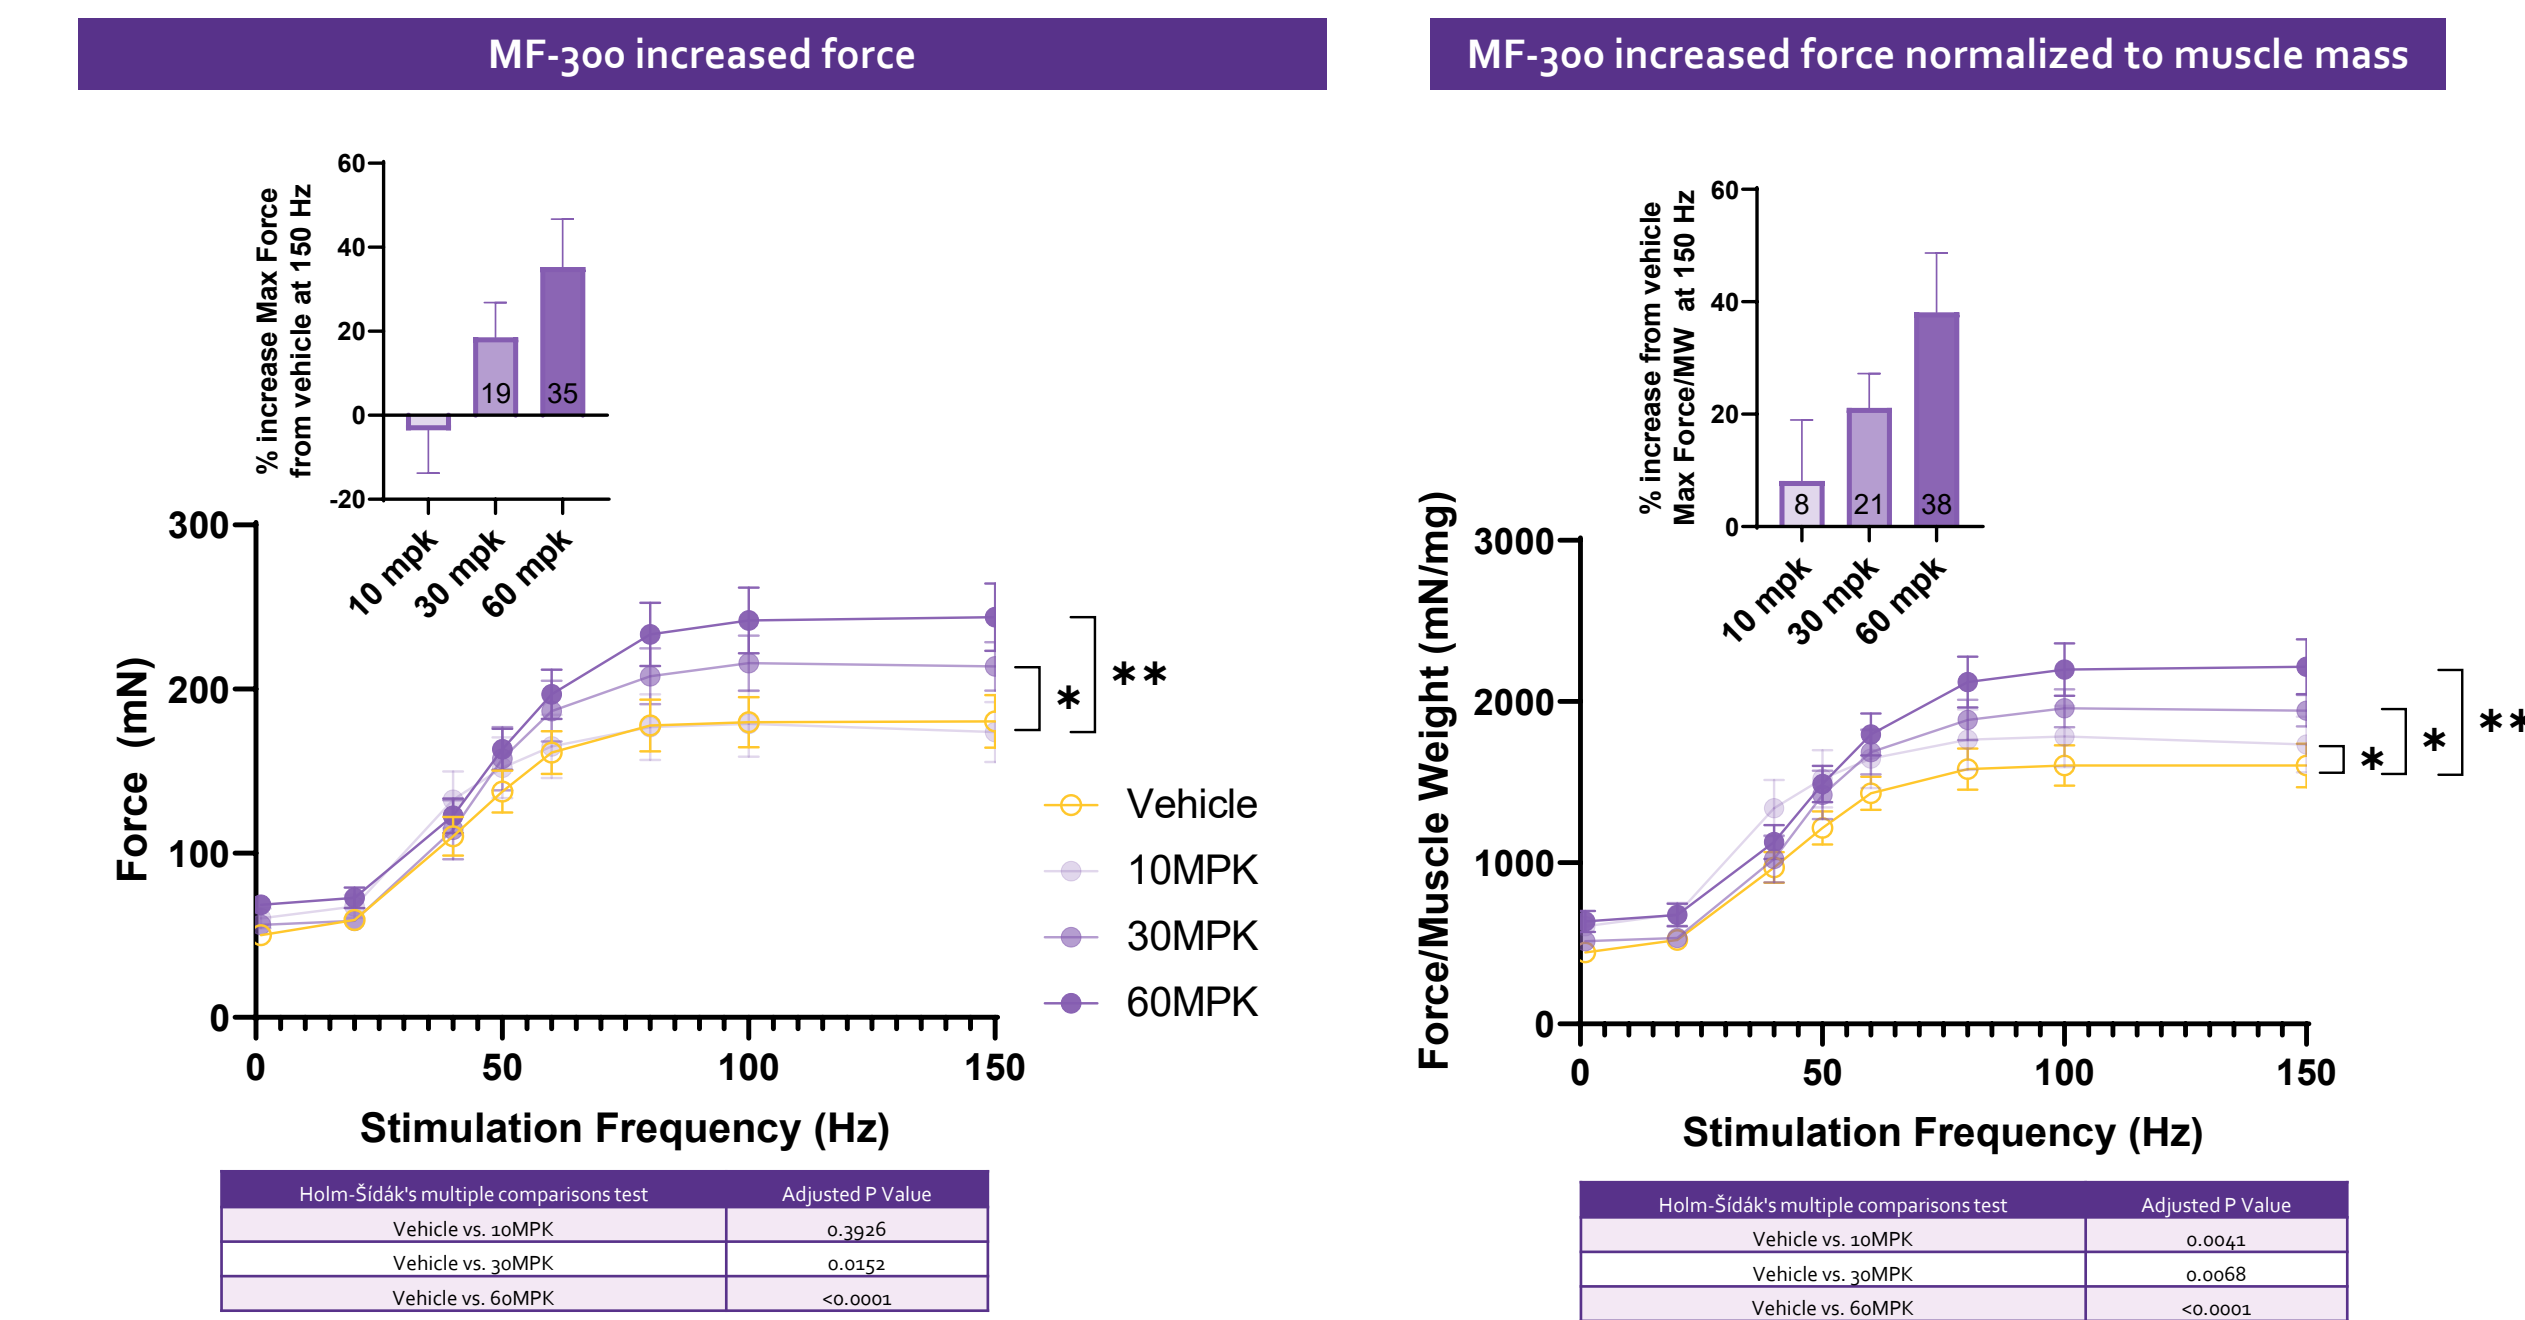 MF-300 increased force
% increase Max Force
from vehicle at 150 Hz
60
40
20
0
-20
19
35
10 mpk
30 mpk
60 mpk
Force (mN)
300
200
100
0
*
**
Vehicle
10MPK
30MPK
60MPK
0
50
100
150
Stimulation Frequency (Hz)
Holm-Šídák's multiple comparisons test Adjusted P Value
Vehicle vs. 10MPK 0.3926
Vehicle vs. 30MPK 0.0152
Vehicle vs. 60MPK <0.0001
MF-300 increased force normalized to muscle mass
% increase from vehicle
Max Force/MW at 150 Hz
60
40
20
0
8
21
38
10 mpk
30 mpk
60 mpk
Force/Muscle Weight (mN/mg)
3000
2000
1000
0
*
*
**
0
50
100
150
Stimulation Frequency (Hz)
Holm-Šídák's multiple comparisons test Adjusted P Value
Vehicle vs. 10MPK 0.0041
Vehicle vs. 30MPK 0.0068
Vehicle vs. 60MPK <0.0001